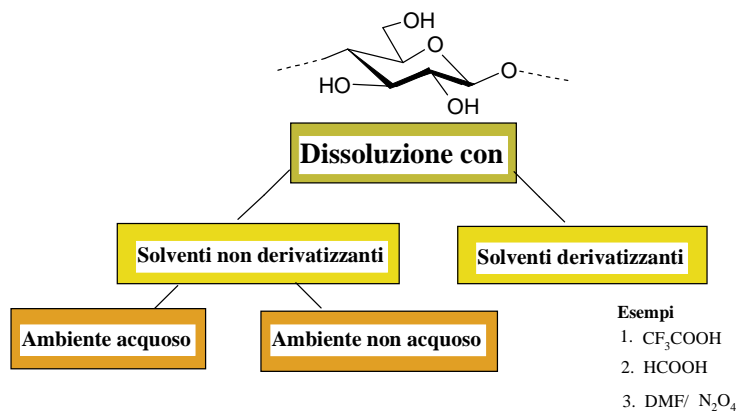 OH
O
O
HO
OH
Dissoluzione con
Solventi non derivatizzanti
Solventi derivatizzanti
Ambiente acquoso
Ambiente non acquoso
Esempi
1. CF₃COOH
2. HCOOH
3. DMF/ N₂O₄